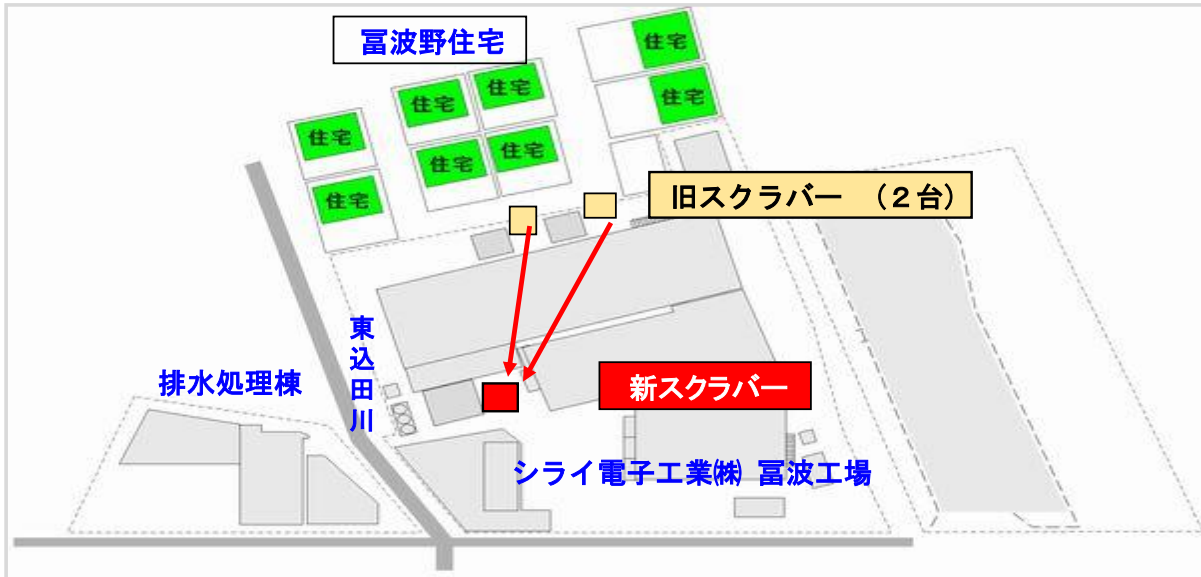 冨波野住宅
住宅
住宅
住宅
住宅
住宅
住宅
住宅
住宅
旧スクラバー （２台）
東込田川
排水処理棟
新スクラバー
シライ電子工業㈱ 冨波工場